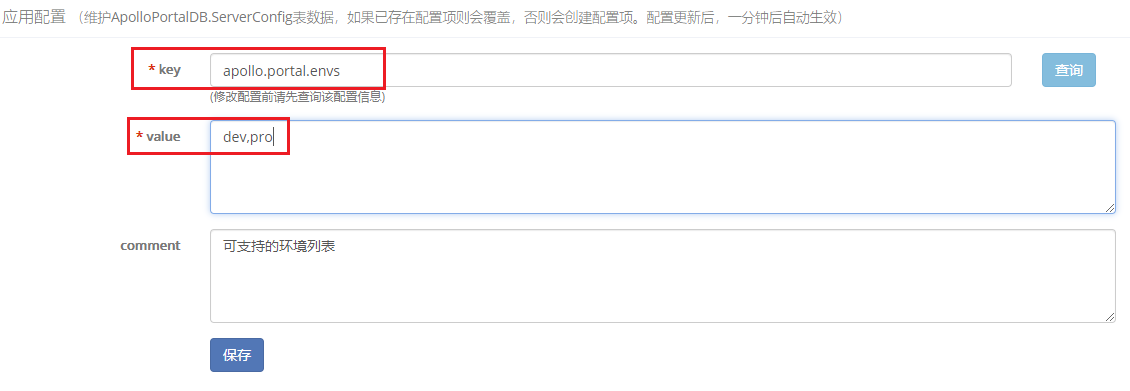 应用配置 （维护ApolloPortalDB.ServerConfig表数据，如果已存在配置项则会覆盖，否则会创建配置项。配置更新后，一分钟后自动生效）
* key apollo.portal.envs 查询
(修改配置前请先查询该配置信息)
* value dev,pro
comment 可支持的环境列表
保存